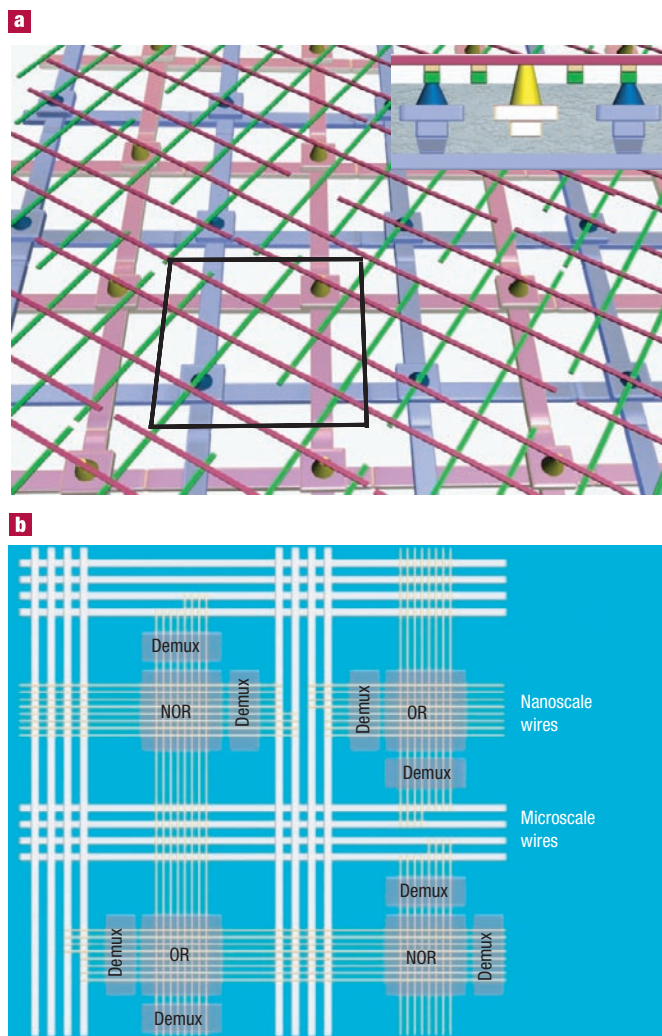 a
b
Demux
NOR
Demux
Demux
OR
Demux
Nanoscale
wires
Microscale
wires
Demux
Demux
OR
NOR
Demux
Demux